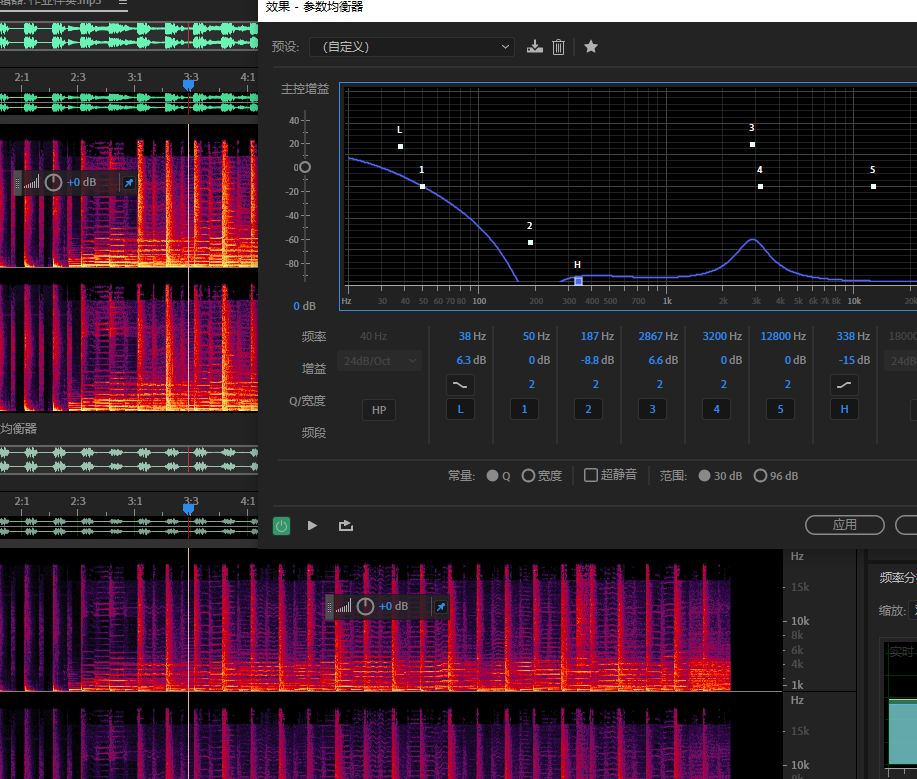 效果 - 参数均衡器
预设: (自定义)
2:1 2:3 3:1 3:3 4:1
主控增益
40
20
0
-20
-40
-60
-80
0 dB
L 1 2 H 3 4 5
Hz 30 40 50 60 70 80 100 200 300 400 500 700 1k 2k 3k 4k 5k 6k 7k 8k 10k
+0 dB
频率 40 Hz 38 Hz 50 Hz 187 Hz 2867 Hz 3200 Hz 12800 Hz 338 Hz
增益 24dB/Oct 6.3 dB 0 dB -8.8 dB 6.6 dB 0 dB 0 dB -15 dB
Q/宽度 2 2 2 2 2
频段 HP L 1 2 3 4 5 H
均衡器
常量: Q 宽度 超静音 范围: 30 dB 96 dB
2:1 2:3 3:1 3:3 4:1
应用
+0 dB
Hz
15k
10k
8k
6k
4k
1k
Hz
15k
10k
8k
频率分
缩放:
实时